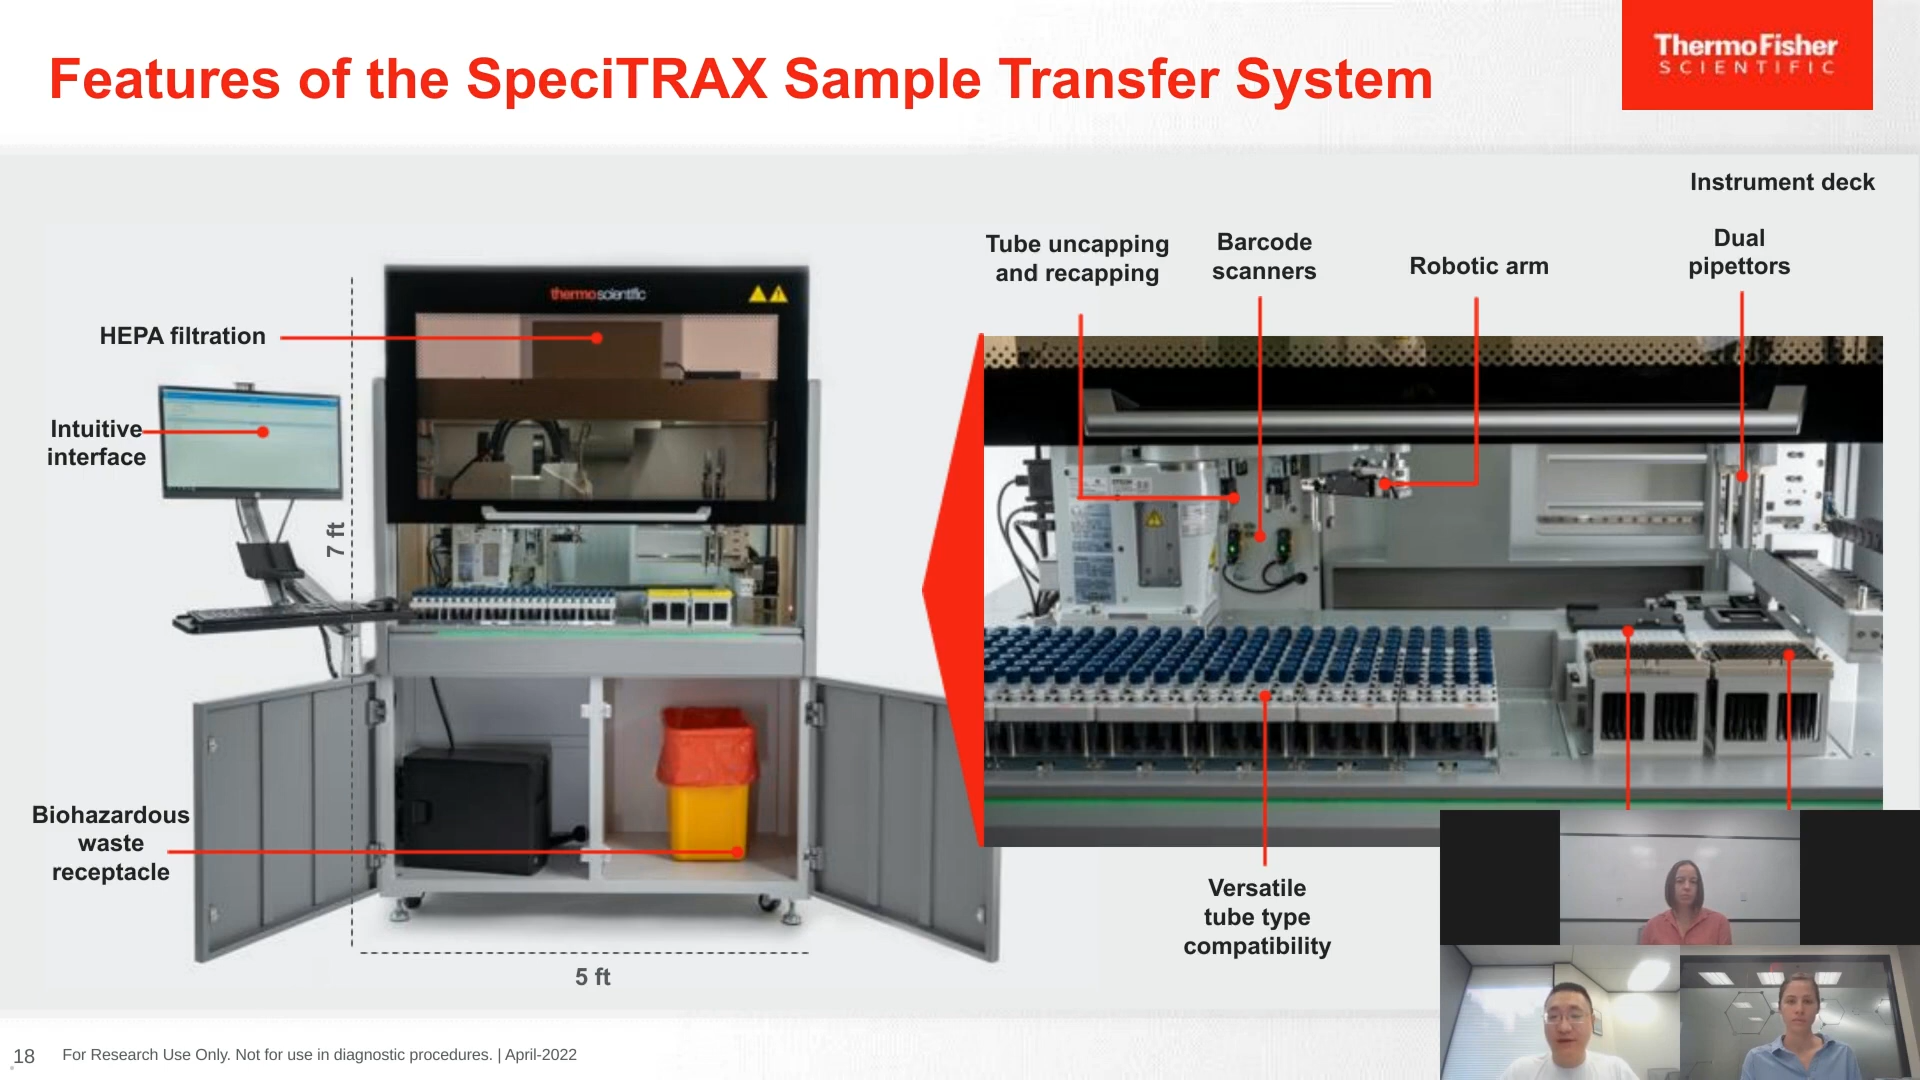 Features of the SpeciTRAX Sample Transfer System
ThermoFisher
SCIENTIFIC
Instrument deck
Tube uncapping
and recapping
Barcode
scanners
Robotic arm
Dual
pipettors
thermo scientific
HEPA filtration
Intuitive
interface
7 ft
Biohazardous
waste
receptacle
5 ft
Versatile
tube type
compatibility
18
For Research Use Only. Not for use in diagnostic procedures. | April-2022